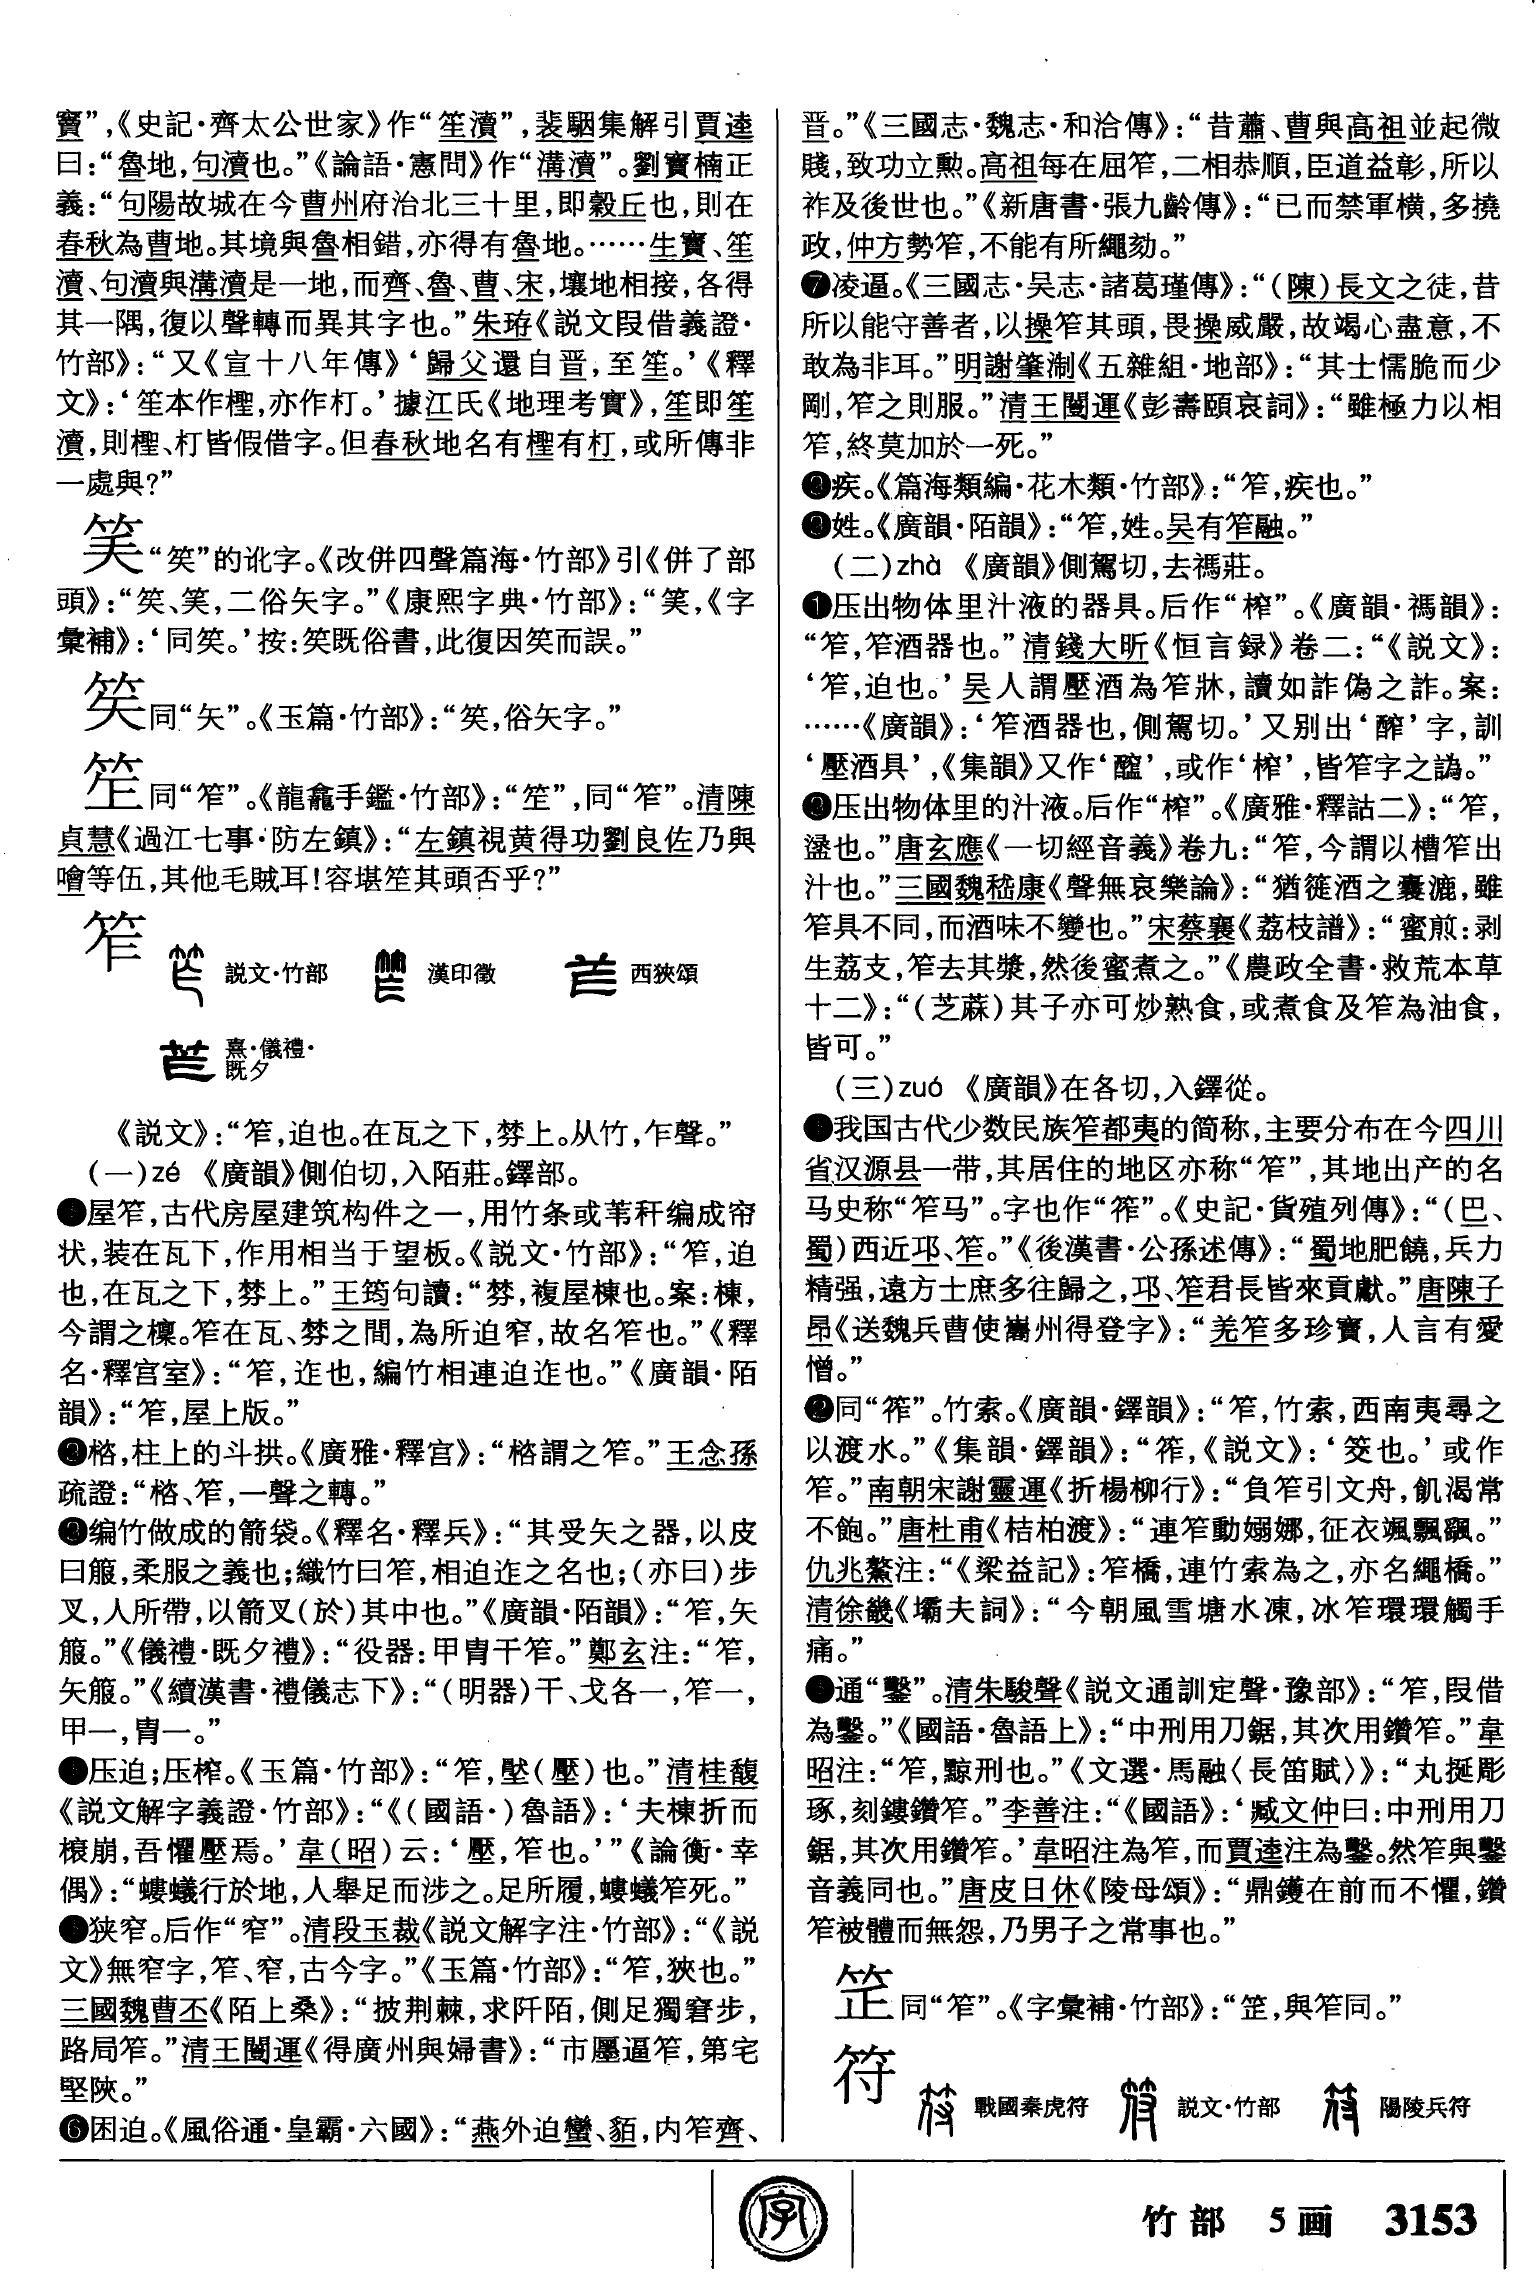 竇”，《史記·齊太公世家》作“笙瀆”，裴駰集解引賈逵
曰：“魯地，句瀆也。”《論語·憲問》作“溝瀆”。劉寶楠正
義：“句陽故城在今曹州府治北三十里，即穀丘也，則在
春秋為曹地。其境與魯相錯，亦得有魯地。……生竇、笙
瀆、句瀆與溝瀆是一地，而齊、魯、曹、宋，壤地相接，各得
其一隅，復以聲轉而異其字也。”朱珔《説文叚借義證·
竹部》：“又《宣十八年傳》‘歸父還自晋，至笙。’《釋
文》：‘笙本作檉，亦作朾。’據江氏《地理考實》，笙即笙
瀆，則檉、朾皆假借字。但春秋地名有檉有朾，或所傳非
一處與？”
笶“笶”的讹字。《改併四聲篇海·竹部》引《併了部
頭》：“笶、笑，二俗矢字。”《康熙字典·竹部》：“笑，《字
彙補》：‘同笶。’按：笶既俗書，此復因笶而誤。”
笶同“矢”。《玉篇·竹部》：“笶，俗矢字。”
笁同“笮”。《龍龕手鑑·竹部》：“笁”，同“笮”。清陳
貞慧《過江七事·防左鎮》：“左鎮視黄得功劉良佐乃與
噲等伍，其他毛賊耳！容堪笁其頭否乎？”
笮 説文·竹部 漢印徵 西狹頌
熹·儀禮·
既夕
《説文》：“笮，迫也。在瓦之下，棼上。从竹，乍聲。”
（一）zé 《廣韻》側伯切，入陌莊。鐸部。
❶屋笮，古代房屋建筑构件之一，用竹条或苇秆编成帘
状，装在瓦下，作用相当于望板。《説文·竹部》：“笮，迫
也，在瓦之下，棼上。”王筠句讀：“棼，複屋棟也。案：棟，
今謂之檁。笮在瓦、棼之間，為所迫窄，故名笮也。”《釋
名·釋宫室》：“笮，迮也，編竹相連迫迮也。”《廣韻·陌
韻》：“笮，屋上版。”
❷㭼，柱上的斗拱。《廣雅·釋宫》：“㭼謂之笮。”王念孫
疏證：“㭼、笮，一聲之轉。”
❸编竹做成的箭袋。《釋名·釋兵》：“其受矢之器，以皮
曰箙，柔服之義也；織竹曰笮，相迫迮之名也；（亦曰）步
叉，人所帶，以箭叉（於）其中也。”《廣韻·陌韻》：“笮，矢
箙。”《儀禮·既夕禮》：“役器：甲冑干笮。”鄭玄注：“笮，
矢箙。”《續漢書·禮儀志下》：“（明器）干、戈各一，笮一，
甲一，冑一。”
❹压迫；压榨。《玉篇·竹部》：“笮，壓（壓）也。”清桂馥
《説文解字義證·竹部》：“《（國語·）魯語》：‘夫棟折而
榱崩，吾懼壓焉。’韋（昭）云：‘壓，笮也。’”《論衡·幸
偶》：“螻蟻行於地，人舉足而涉之。足所履，螻蟻笮死。”
❺狭窄。后作“窄”。清段玉裁《説文解字注·竹部》：“《説
文》無窄字，笮、窄，古今字。”《玉篇·竹部》：“笮，狹也。”
三國魏曹丕《陌上桑》：“披荆棘，求阡陌，側足獨窘步，
路局笮。”清王闓運《得廣州與婦書》：“市廛逼笮，第宅
堅陝。”
❻困迫。《風俗通·皇霸·六國》：“燕外迫蠻、貊，内笮齊、
晋。”《三國志·魏志·和洽傳》：“昔蕭、曹與高祖並起微
賤，致功立勲。高祖每在屈笮，二相恭順，臣道益彰，所以
祚及後世也。”《新唐書·張九齡傳》：“已而禁軍横，多撓
政，仲方勢笮，不能有所繩劾。”
❼凌逼。《三國志·吴志·諸葛瑾傳》：“（陳）長文之徒，昔
所以能守善者，以操笮其頭，畏操威嚴，故竭心盡意，不
敢為非耳。”明謝肇淛《五雜組·地部》：“其士懦脆而少
剛，笮之則服。”清王闓運《彭壽頤哀詞》：“雖極力以相
笮，終莫加於一死。”
❽疾。《篇海類編·花木類·竹部》：“笮，疾也。”
❾姓。《廣韻·陌韻》：“笮，姓。吴有笮融。”
（二）zhà 《廣韻》側駕切，去禡莊。
❶压出物体里汁液的器具。后作“榨”。《廣韻·禡韻》：
“笮，笮酒器也。”清錢大昕《恒言録》卷二：“《説文》：
‘笮，迫也。’吴人謂壓酒為笮牀，讀如詐偽之詐。案：
……《廣韻》：‘笮酒器也，側駕切。’又别出‘醡’字，訓
‘壓酒具’，《集韻》又作‘𨢦’，或作‘榨’，皆笮字之譌。”
❷压出物体里的汁液。后作“榨”。《廣雅·釋詁二》：“笮，
盪也。”唐玄應《一切經音義》卷九：“笮，今謂以槽笮出
汁也。”三國魏嵇康《聲無哀樂論》：“猶簁酒之囊漉，雖
笮具不同，而酒味不變也。”宋蔡襄《荔枝譜》：“蜜煎：剥
生荔支，笮去其漿，然後蜜煮之。”《農政全書·救荒本草
十二》：“（芝蔴）其子亦可炒熟食，或煮食及笮為油食，
皆可。”
（三）zuó 《廣韻》在各切，入鐸從。
❶我国古代少数民族笮都夷的简称，主要分布在今四川
省汉源县一带，其居住的地区亦称“笮”，其地出产的名
马史称“笮马”。字也作“筰”。《史記·貨殖列傳》：“（巴、
蜀）西近邛、笮。”《後漢書·公孫述傳》：“蜀地肥饒，兵力
精强，遠方士庶多往歸之，邛、笮君長皆來貢獻。”唐陳子
昂《送魏兵曹使巂州得登字》：“羌笮多珍寶，人言有愛
憎。”
❷同“筰”。竹索。《廣韻·鐸韻》：“笮，竹索，西南夷尋之
以渡水。”《集韻·鐸韻》：“筰，《説文》：‘筊也。’或作
笮。”南朝宋謝靈運《折楊柳行》：“負笮引文舟，飢渴常
不飽。”唐杜甫《桔柏渡》：“連笮動嫋娜，征衣颯飄飖。”
仇兆鰲注：“《梁益記》：笮橋，連竹索為之，亦名繩橋。”
清徐畿《壩夫詞》：“今朝風雪塘水凍，冰笮環環觸手
痛。”
❸通“鑿”。清朱駿聲《説文通訓定聲·豫部》：“笮，叚借
為鑿。”《國語·魯語上》：“中刑用刀鋸，其次用鑽笮。”韋
昭注：“笮，黥刑也。”《文選·馬融〈長笛賦〉》：“丸挻彫
琢，刻鏤鑽笮。”李善注：“《國語》：‘臧文仲曰：中刑用刀
鋸，其次用鑽笮。’韋昭注為笮，而賈逵注為鑿。然笮與鑿
音義同也。”唐皮日休《陵母頌》：“鼎鑊在前而不懼，鑽
笮被體而無怨，乃男子之常事也。”
䇛同“笮”。《字彙補·竹部》：“䇛，與笮同。”
符 戰國秦虎符 説文·竹部 陽陵兵符
字
竹部 5画 3153